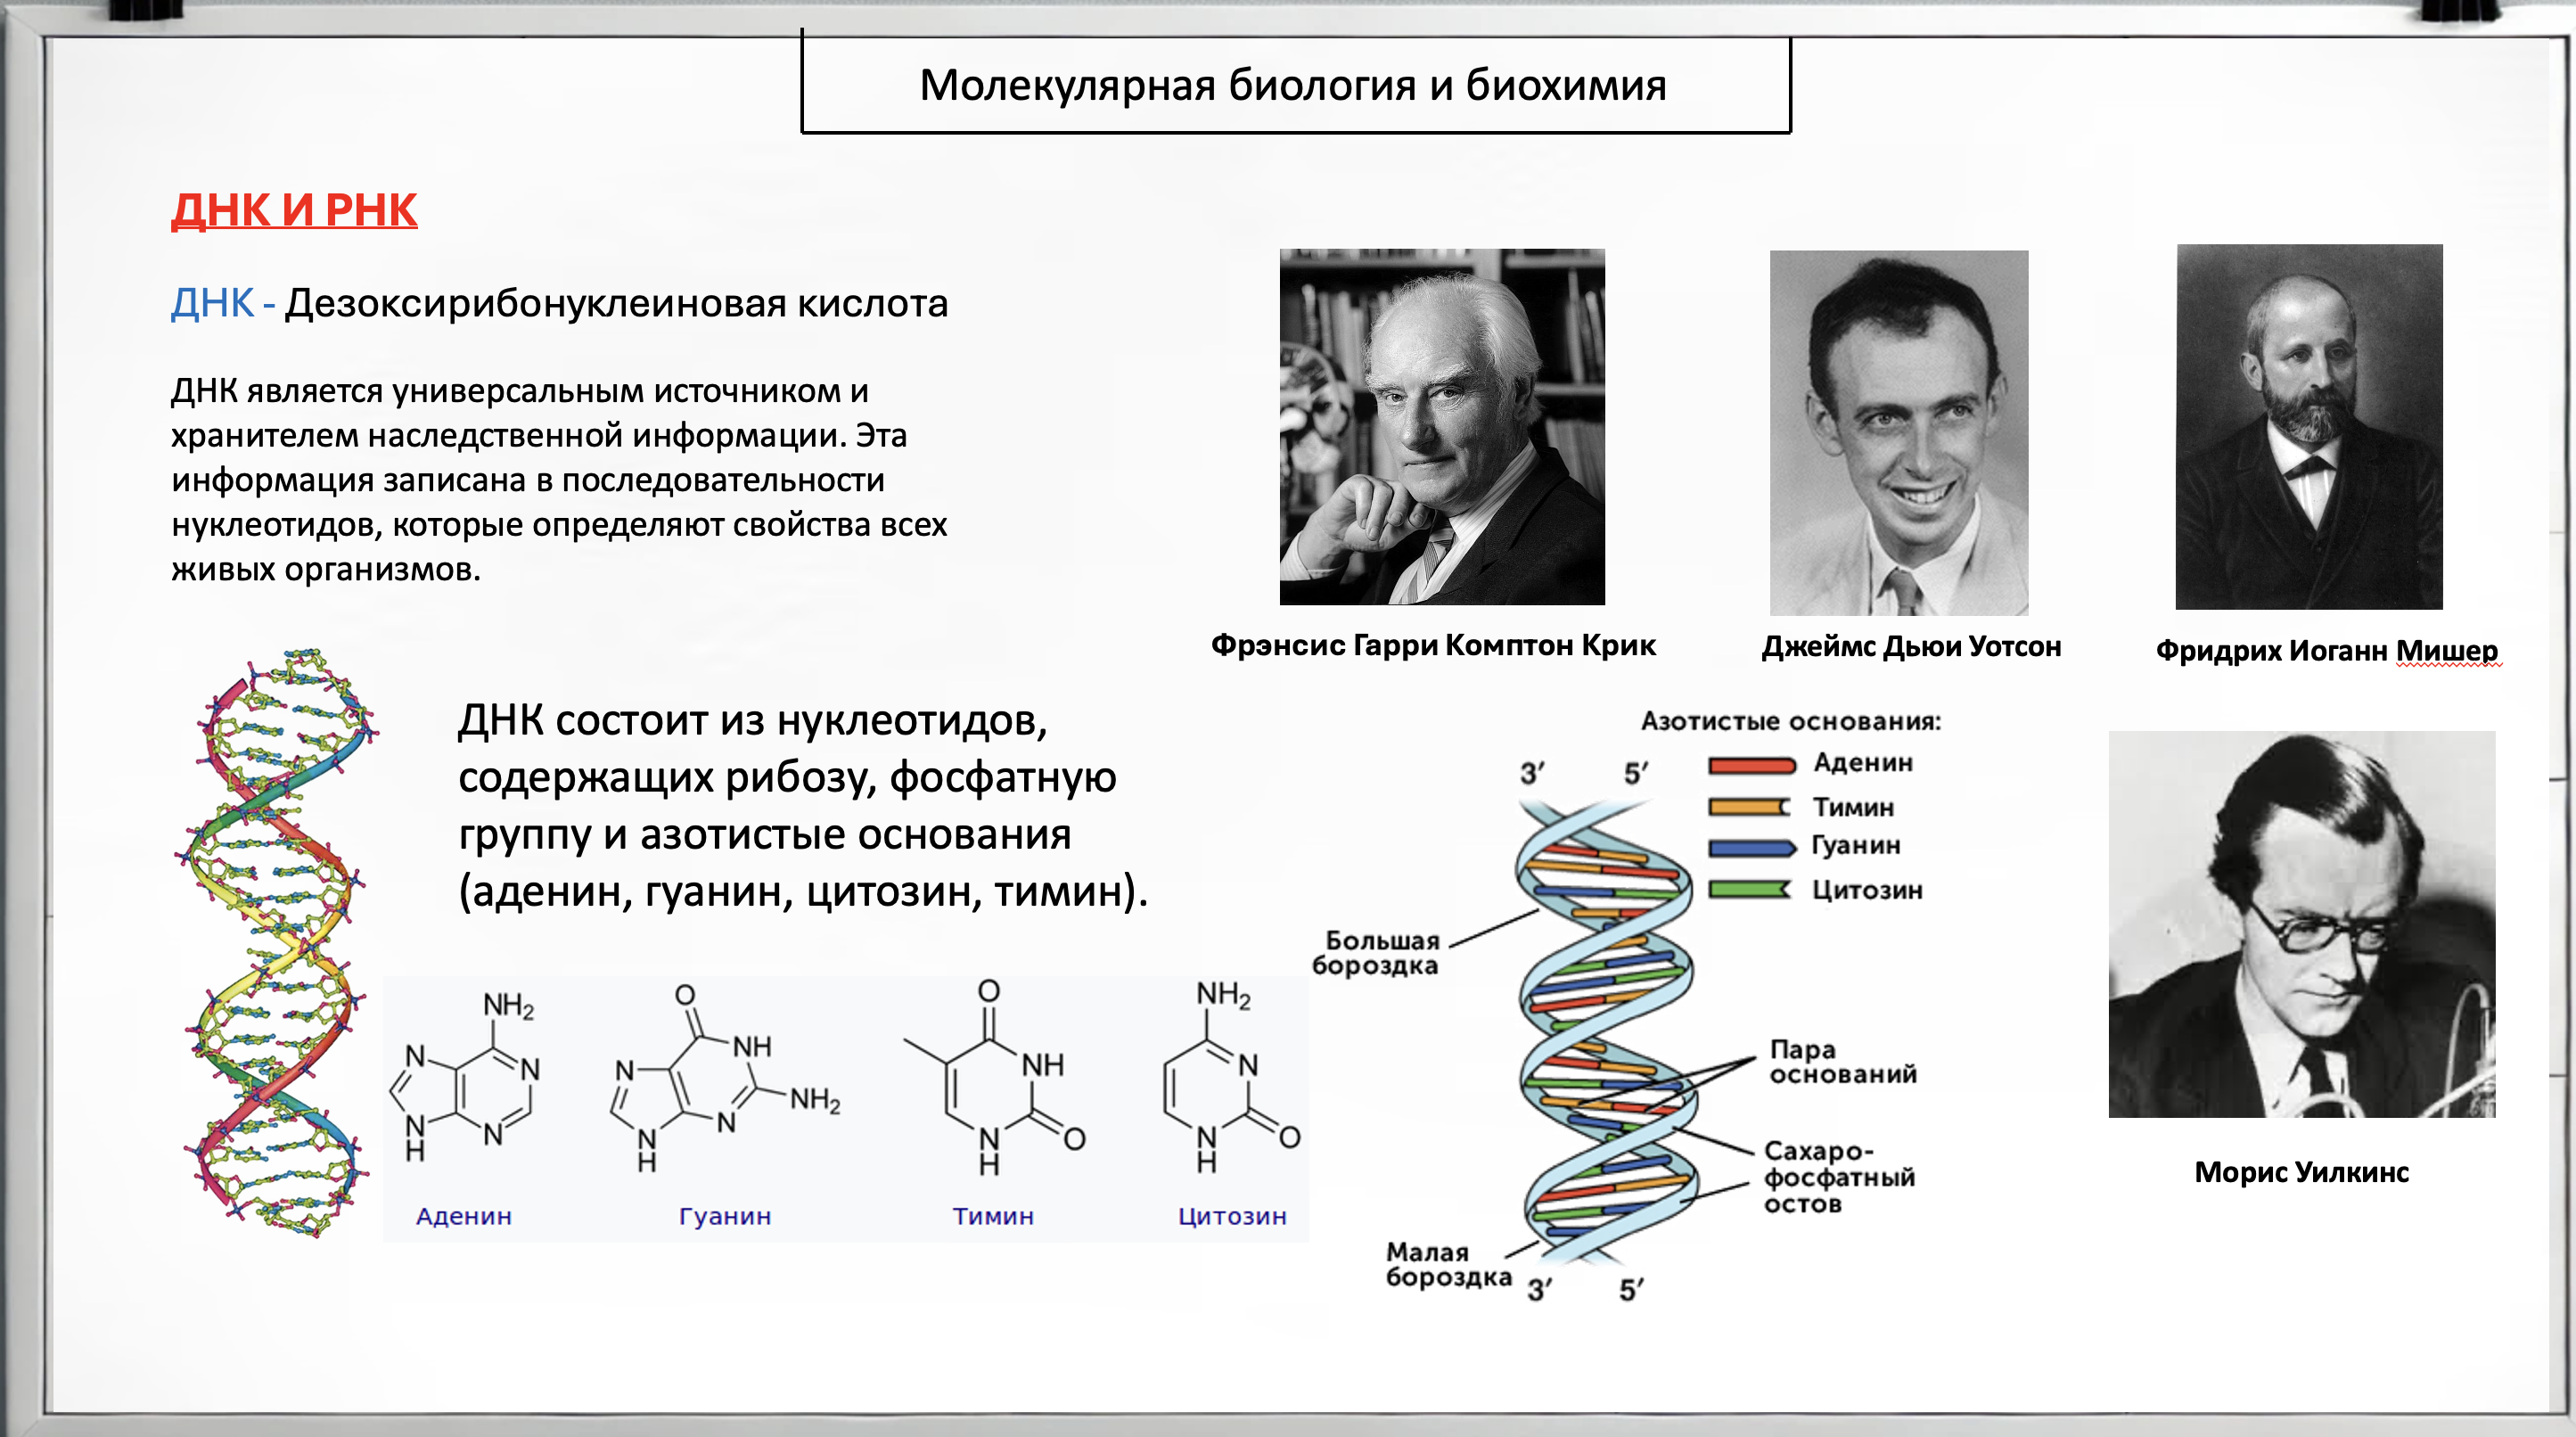 Молекулярная биология и биохимия
ДНК И РНК
ДНК - Дезоксирибонуклеиновая кислота
ДНК является универсальным источником и
хранителем наследственной информации. Эта
информация записана в последовательности
нуклеотидов, которые определяют свойства всех
живых организмов.
Фрэнсис Гарри Комптон Крик
Джеймс Дьюи Уотсон
Фридрих Иоганн Мишер
ДНК состоит из нуклеотидов,
содержащих рибозу, фосфатную
группу и азотистые основания
(аденин, гуанин, цитозин, тимин).
NH2
N
N
N
H
N
Аденин
O
N
NH
N
H
N
NH2
Гуанин
O
NH
N
H
O
Тимин
NH2
N
N
H
O
Цитозин
Азотистые основания:
3′ 5′
Аденин
Тимин
Гуанин
Цитозин
Большая
бороздка
Пара
оснований
Сахаро-
фосфатный
остов
Малая
бороздка
3′ 5′
Морис Уилкинс